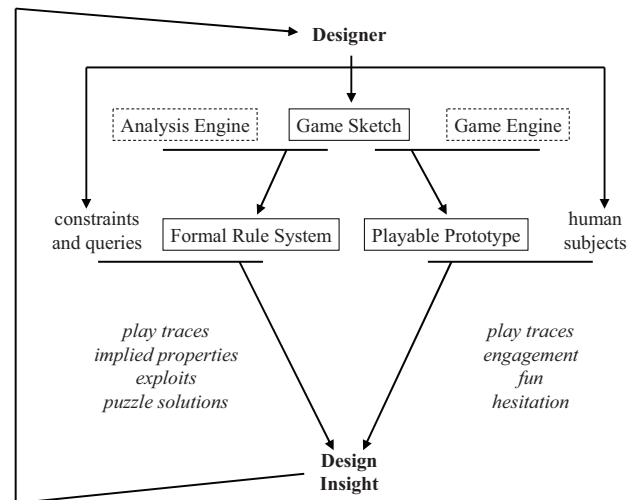 Designer
Analysis Engine
Game Sketch
Game Engine
constraints
and queries
Formal Rule System
Playable Prototype
human
subjects
play traces
implied properties
exploits
puzzle solutions
play traces
engagement
fun
hesitation
Design
Insight